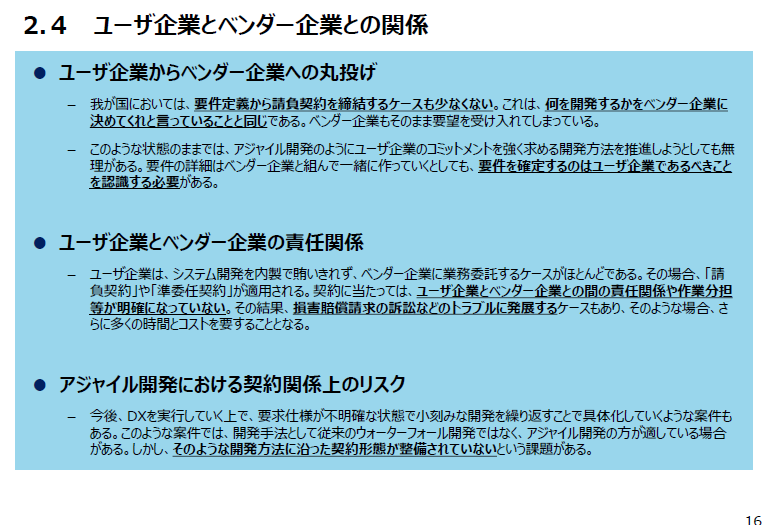 2.4 ユーザ企業とベンダー企業との関係
● ユーザ企業からベンダー企業への丸投げ
– 我が国においては、要件定義から請負契約を締結するケースも少なくない。これは、何を開発するかをベンダー企業に
決めてくれと言っていることと同じである。ベンダー企業もそのまま要望を受け入れてしまっている。
– このような状態のままでは、アジャイル開発のようにユーザ企業のコミットメントを強く求める開発方法を推進しようとしても無
理がある。要件の詳細はベンダー企業と組んで一緒に作っていくとしても、要件を確定するのはユーザ企業であるべきこと
を認識する必要がある。
● ユーザ企業とベンダー企業の責任関係
– ユーザ企業は、システム開発を内製で賄いきれず、ベンダー企業に業務委託するケースがほとんどである。その場合、「請
負契約」や「準委任契約」が適用される。契約に当たっては、ユーザ企業とベンダー企業との間の責任関係や作業分担
等が明確になっていない。その結果、損害賠償請求の訴訟などのトラブルに発展するケースもあり、そのような場合、さ
らに多くの時間とコストを要することとなる。
● アジャイル開発における契約関係上のリスク
– 今後、DXを実行していく上で、要求仕様が不明確な状態で小刻みな開発を繰り返すことで具体化していくような案件も
ある。このような案件では、開発手法として従来のウォーターフォール開発ではなく、アジャイル開発の方が適している場合
がある。しかし、そのような開発方法に沿った契約形態が整備されていないという課題がある。
16